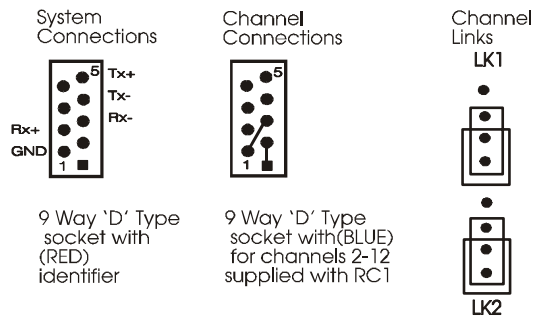 System
Connections
5
Tx+
Tx-
Rx+
Rx-
GND
1
9 Way 'D' Type
socket with
(RED)
identifier
Channel
Connections
5
1
9 Way 'D' Type
socket with(BLUE)
for channels 2-12
supplied with RC1
Channel
Links
LK1
LK2